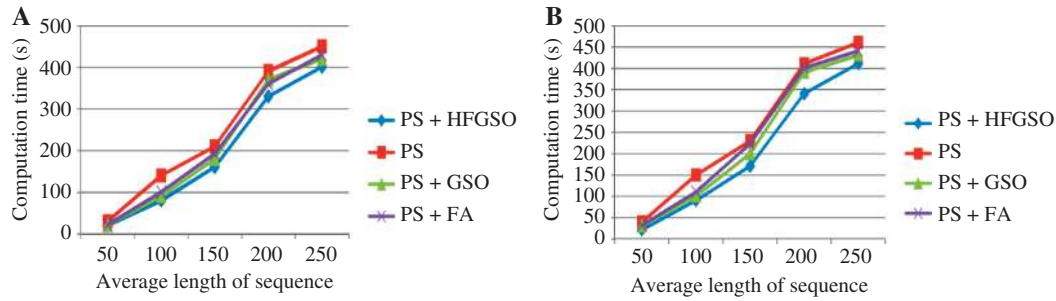 A
Computation time (s)
500
400
300
200
100
0
50 100 150 200 250
Average length of sequence
PS + HFGSO
PS
PS + GSO
PS + FA
B
Computation time (s)
500
450
400
350
300
250
200
150
100
50
0
50 100 150 200 250
Average length of sequence
PS + HFGSO
PS
PS + GSO
PS + FA